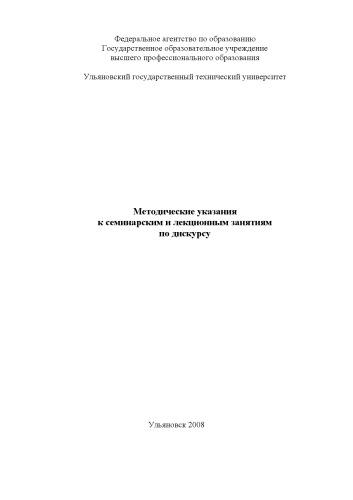 Федеральное агентство по образованию
Государственное образовательное учреждение
высшего профессионального образования
Ульяновский государственный технический университет
Методические указания
к семинарским и лекционным занятиям
по дискурсу
Ульяновск 2008